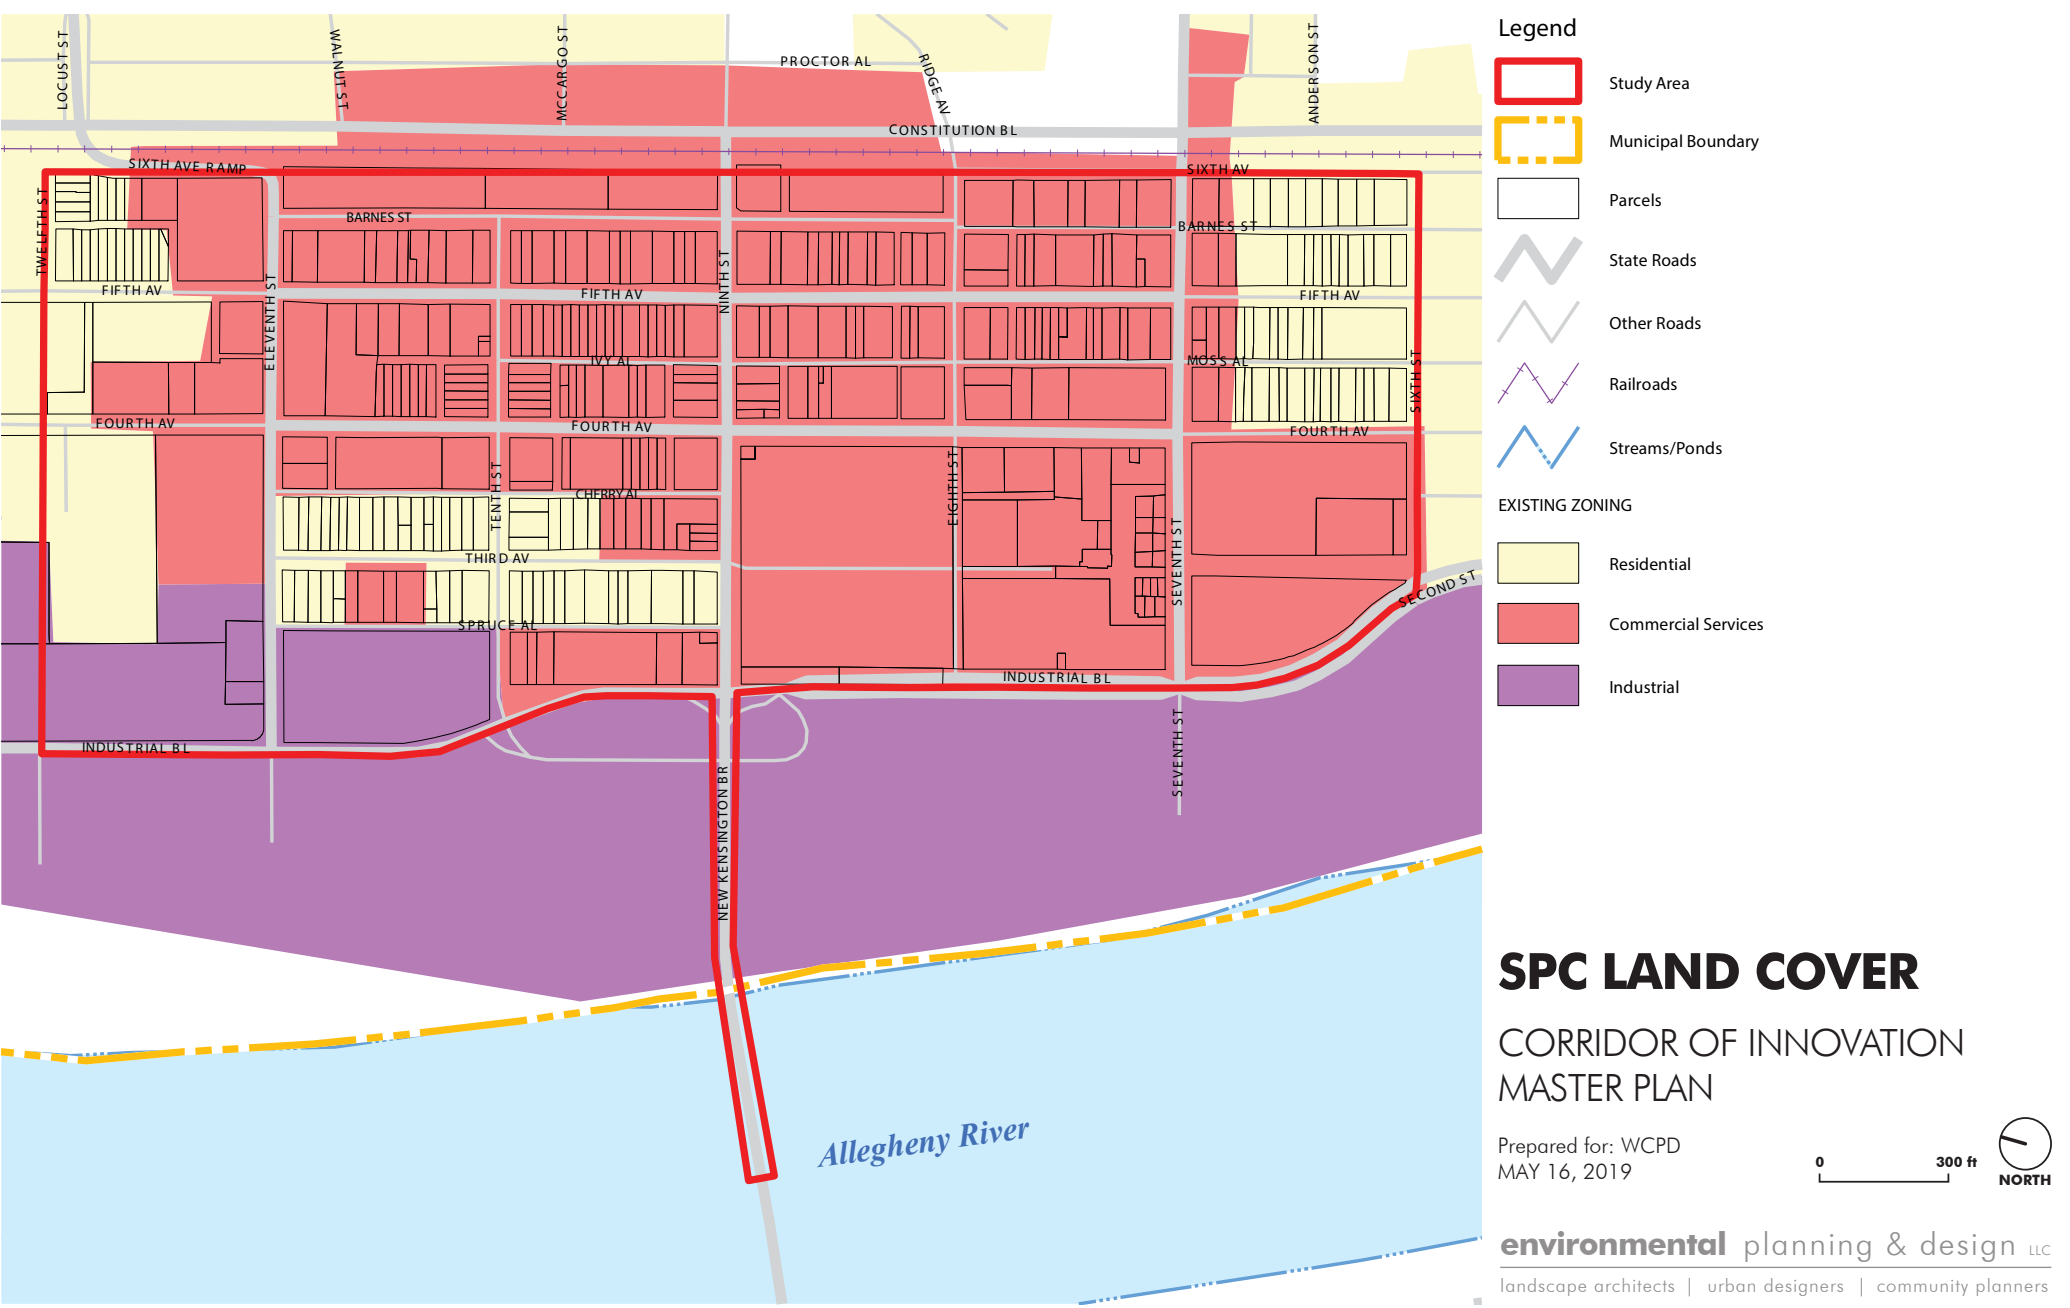 LOCUST ST
WALNUT ST
MCCARGO ST
PROCTOR AL
RIDGE AV
ANDERSON ST
CONSTITUTION BL
SIXTH AVE RAMP
SIXTH AV
TWELFTH ST
BARNES ST
BARNES ST
ELEVENTH ST
NINTH ST
FIFTH AV
FIFTH AV
FIFTH AV
IVY AL
MOSS AL
SIXTH ST
FOURTH AV
FOURTH AV
FOURTH AV
TENTH ST
EIGHTH ST
SEVENTH ST
CHERRY AL
THIRD AV
SPRUCE AL
SECOND ST
INDUSTRIAL BL
INDUSTRIAL BL
SEVENTH ST
NEW KENSINGTON BR
Allegheny River
Legend
Study Area
Municipal Boundary
Parcels
State Roads
Other Roads
Railroads
Streams/Ponds
EXISTING ZONING
Residential
Commercial Services
Industrial
SPC LAND COVER
CORRIDOR OF INNOVATION
MASTER PLAN
Prepared for: WCPD
MAY 16, 2019
0 300 ft
NORTH
environmental planning & design LLC
landscape architects | urban designers | community planners